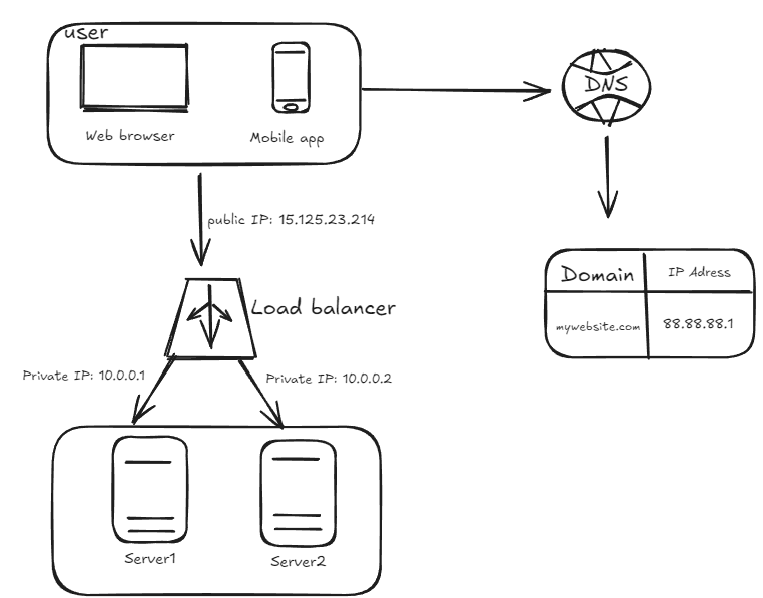 user
Web browser
Mobile app
DNS
public IP: 15.125.23.214
Load balancer
Domain
IP Adress
mywebsite.com
88.88.88.1
Private IP: 10.0.0.1
Private IP: 10.0.0.2
Server1
Server2